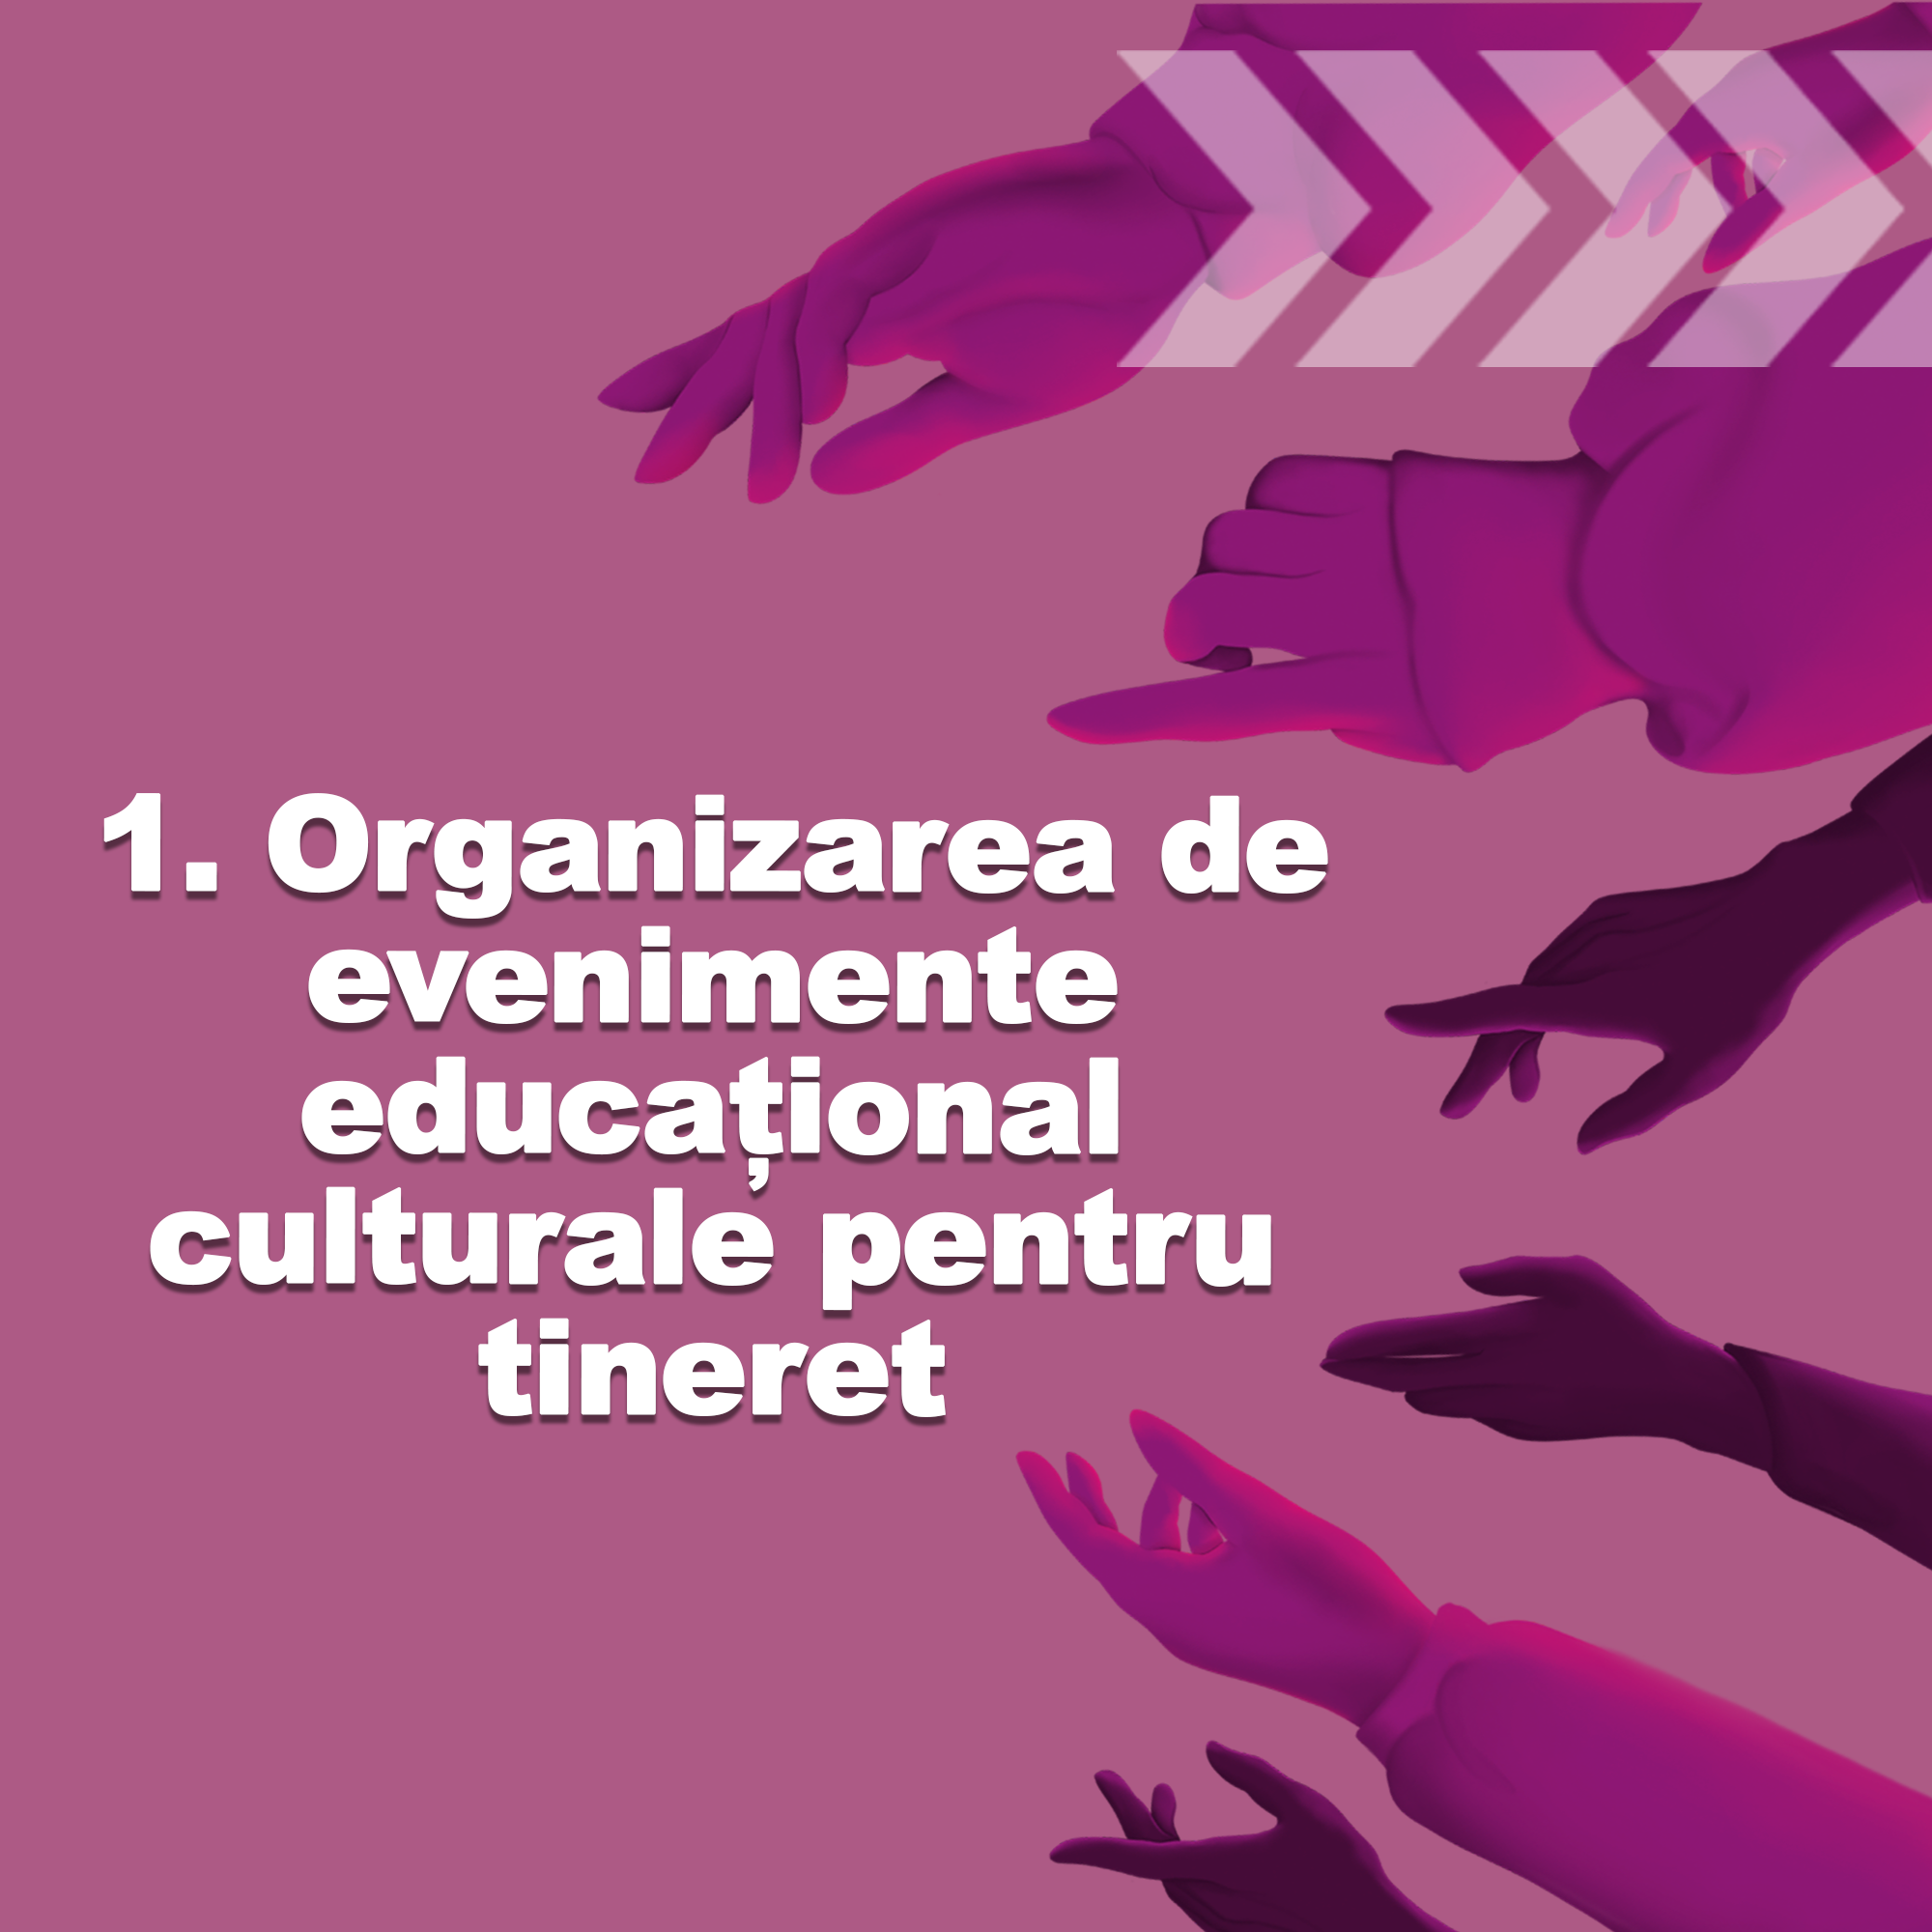 1. Organizarea de
evenimente
educațional
culturale pentru
tineret